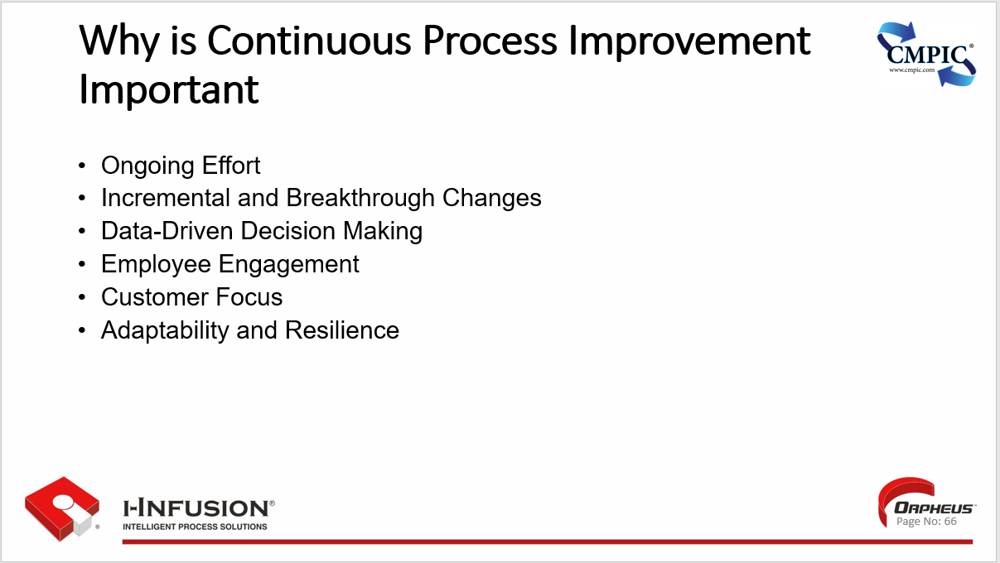 Why is Continuous Process Improvement
Important
CMPIC®
www.cmpic.com
• Ongoing Effort
• Incremental and Breakthrough Changes
• Data-Driven Decision Making
• Employee Engagement
• Customer Focus
• Adaptability and Resilience
®
I-INFUSION®
INTELLIGENT PROCESS SOLUTIONS
ORPHEUS™
Page No: 66